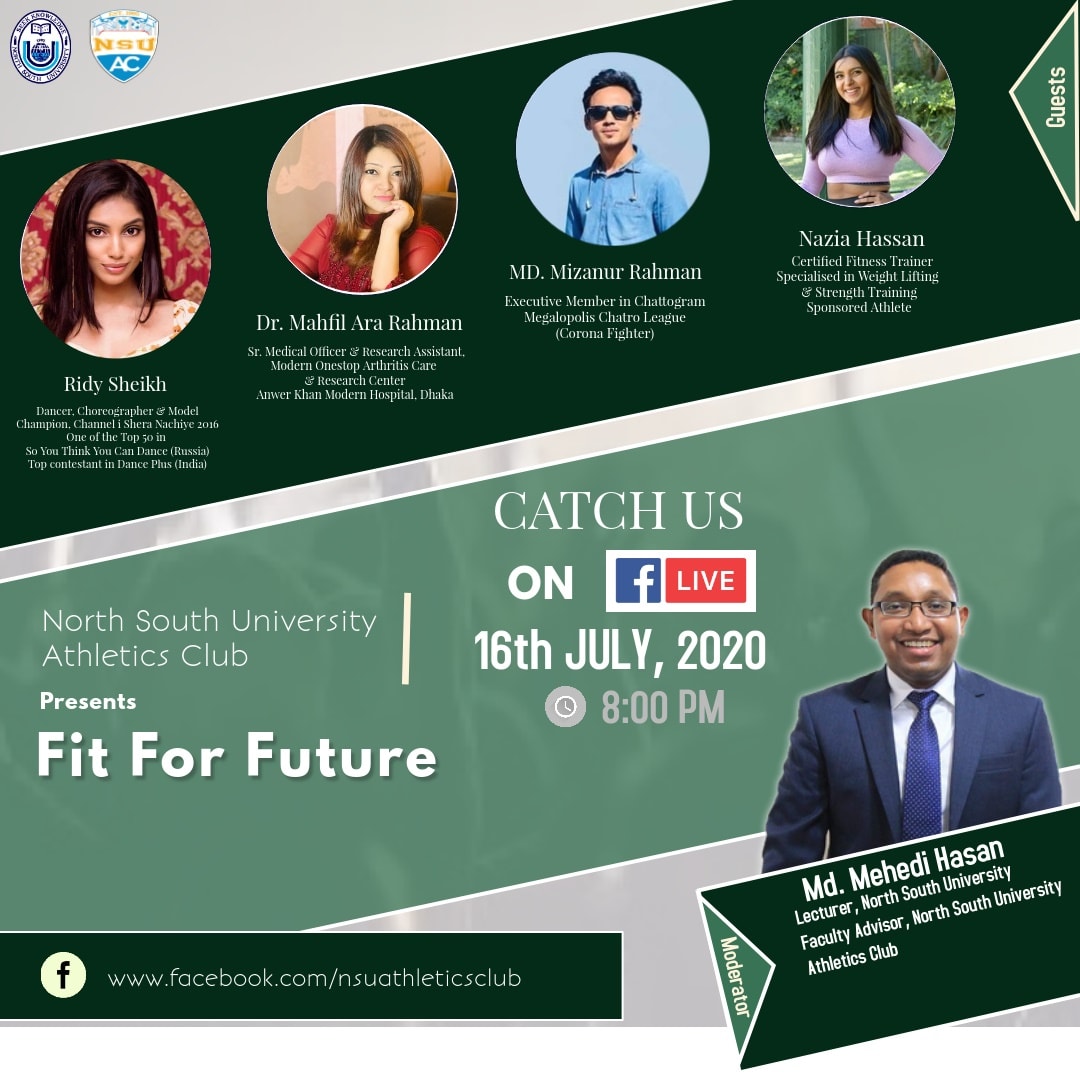 NORTH SOUTH UNIVERSITY
NSU
AC
Guests
Nazia Hassan
Certified Fitness Trainer
Specialised in Weight Lifting
& Strength Training
Sponsored Athlete
MD. Mizanur Rahman
Executive Member in Chattogram
Megalopolis Chatro League
(Corona Fighter)
Dr. Mahfil Ara Rahman
Sr. Medical Officer & Research Assistant,
Modern Onestop Arthritis Care
& Research Center
Anwer Khan Modern Hospital, Dhaka
Ridy Sheikh
Dancer, Choreographer & Model
Champion, Channel i Shera Nachiye 2016
One of the Top 50 in
So You Think You Can Dance (Russia)
Top contestant in Dance Plus (India)
CATCH US
ON f LIVE
16th JULY, 2020
8:00 PM
North South University
Athletics Club
Presents
Fit For Future
Md. Mehedi Hasan
Lecturer, North South University
Faculty Advisor, North South University
Athletics Club
Moderator
f www.facebook.com/nsuathleticsclub